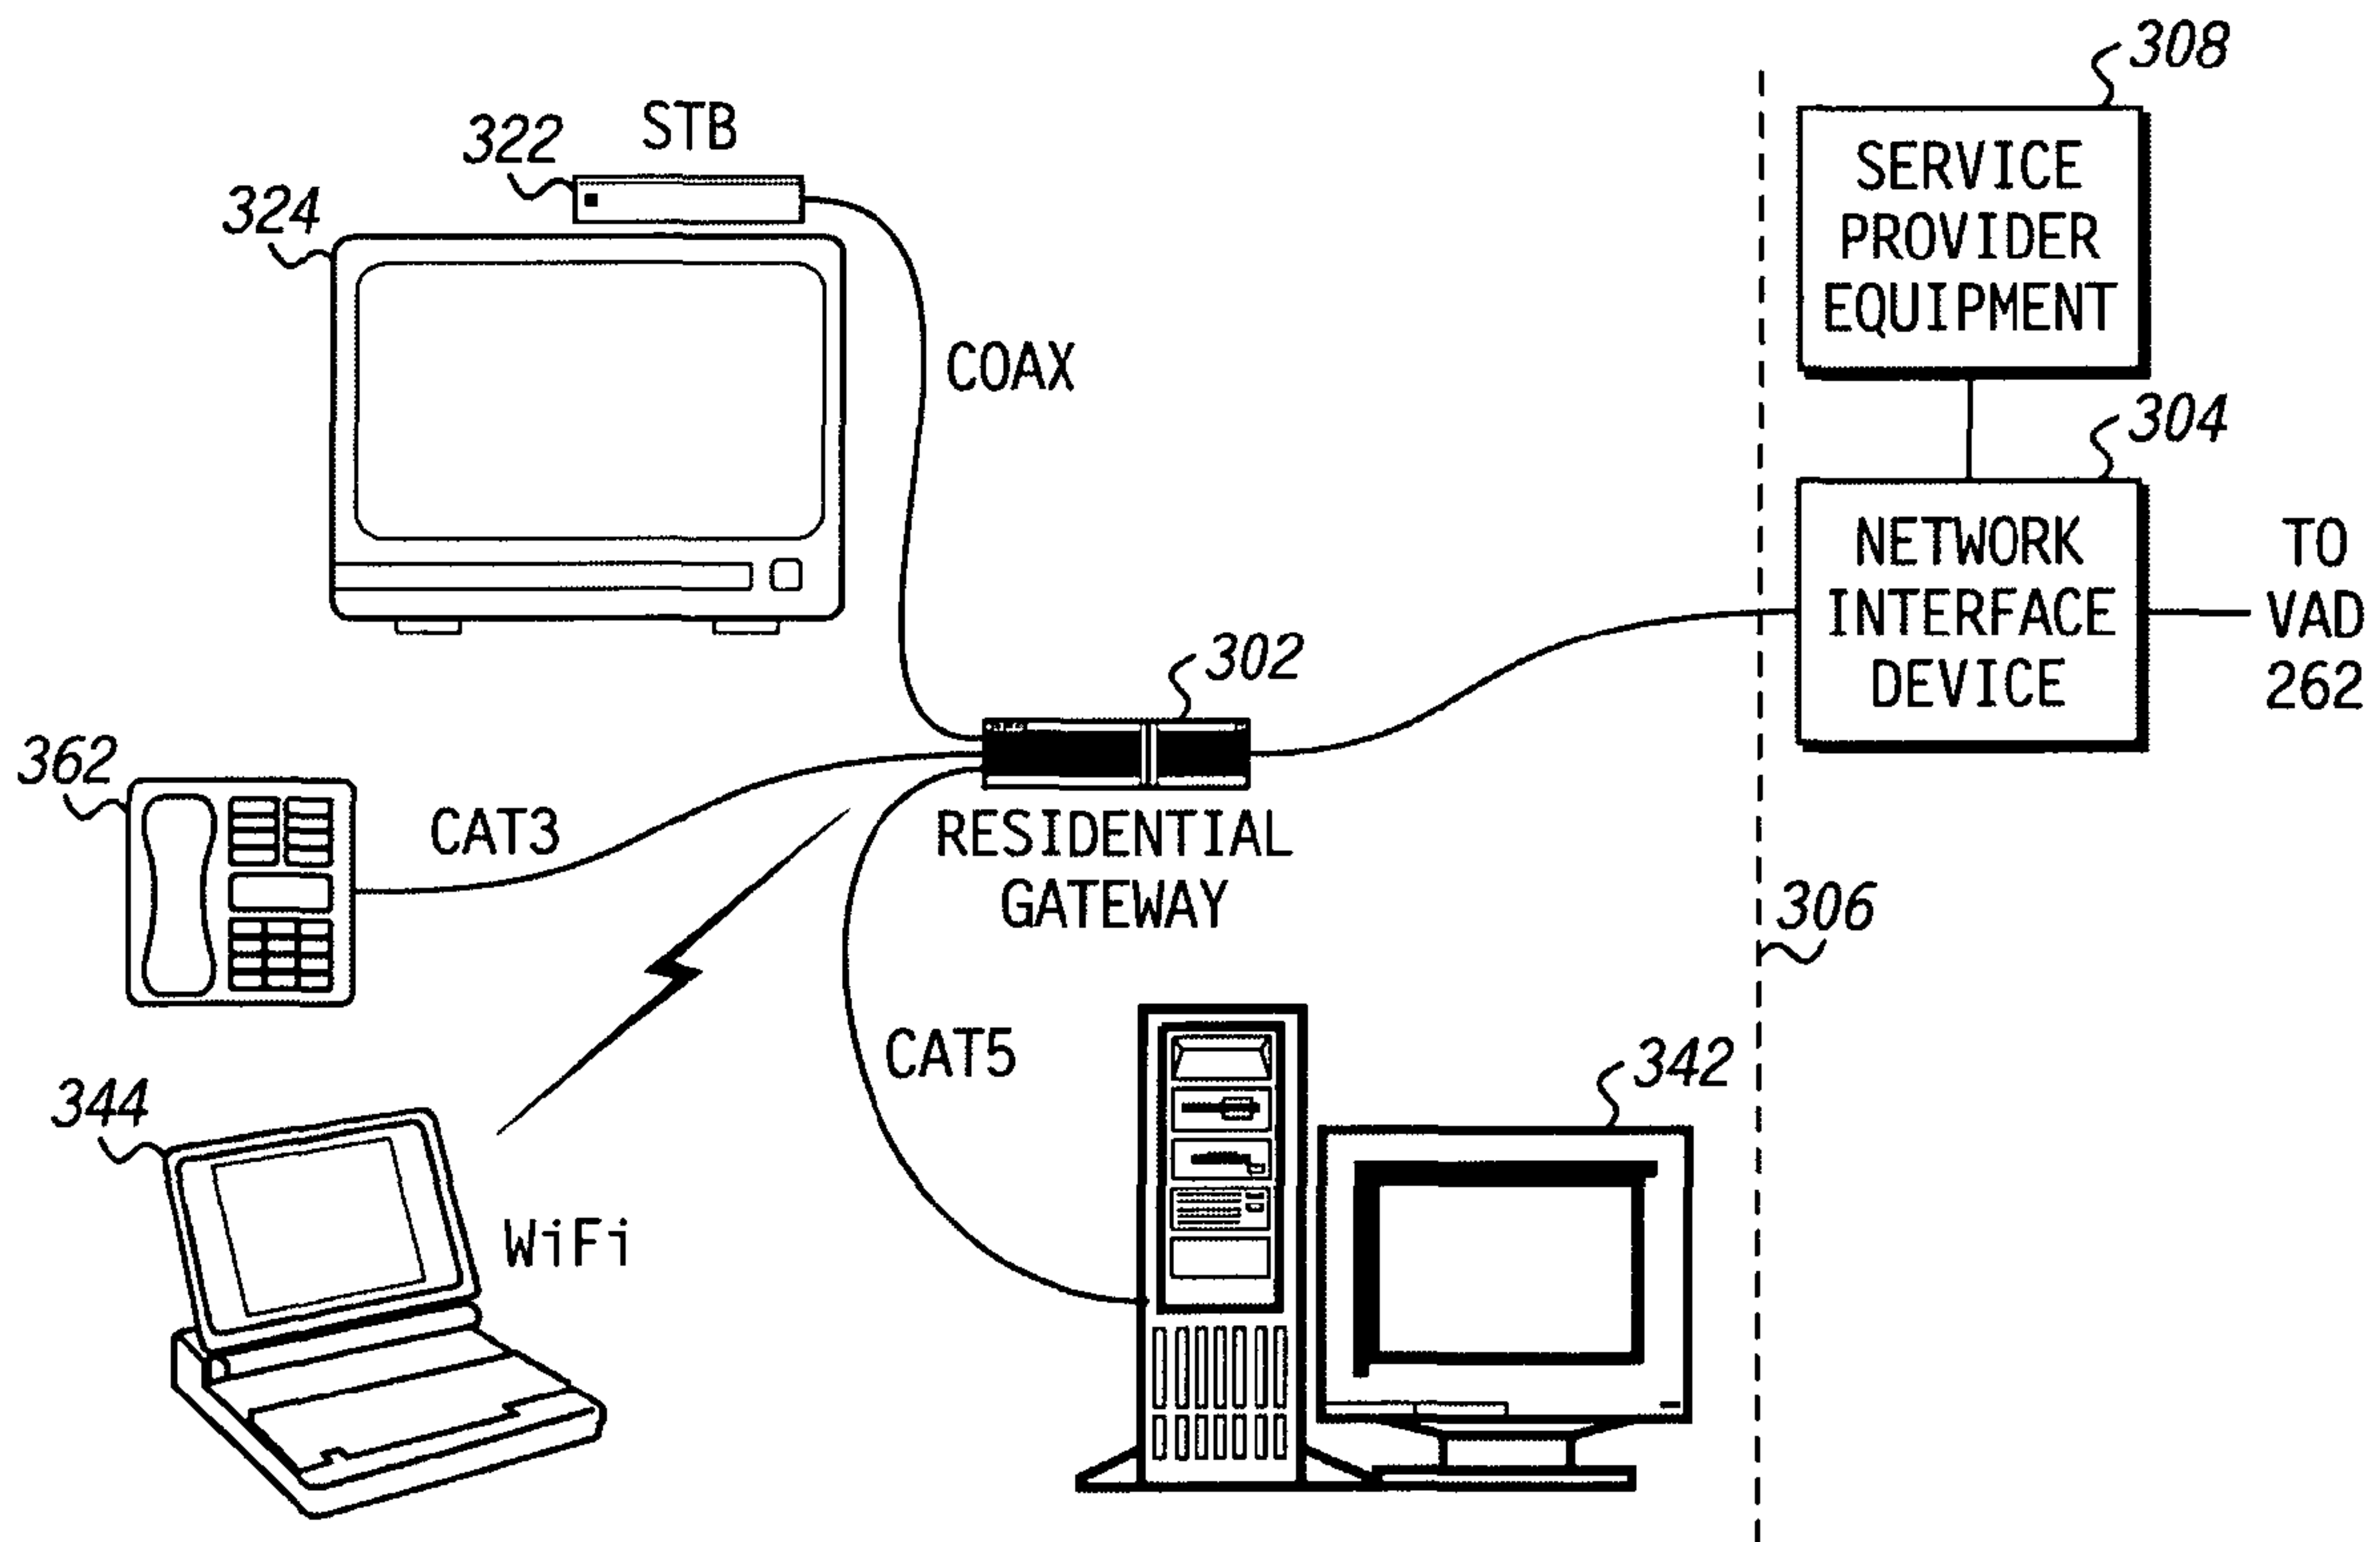 308
STB
322
SERVICE
PROVIDER
EQUIPMENT
324
COAX
304
NETWORK
INTERFACE
DEVICE
TO
VAD
262
302
362
CAT3
RESIDENTIAL
GATEWAY
306
CAT5
342
344
WiFi